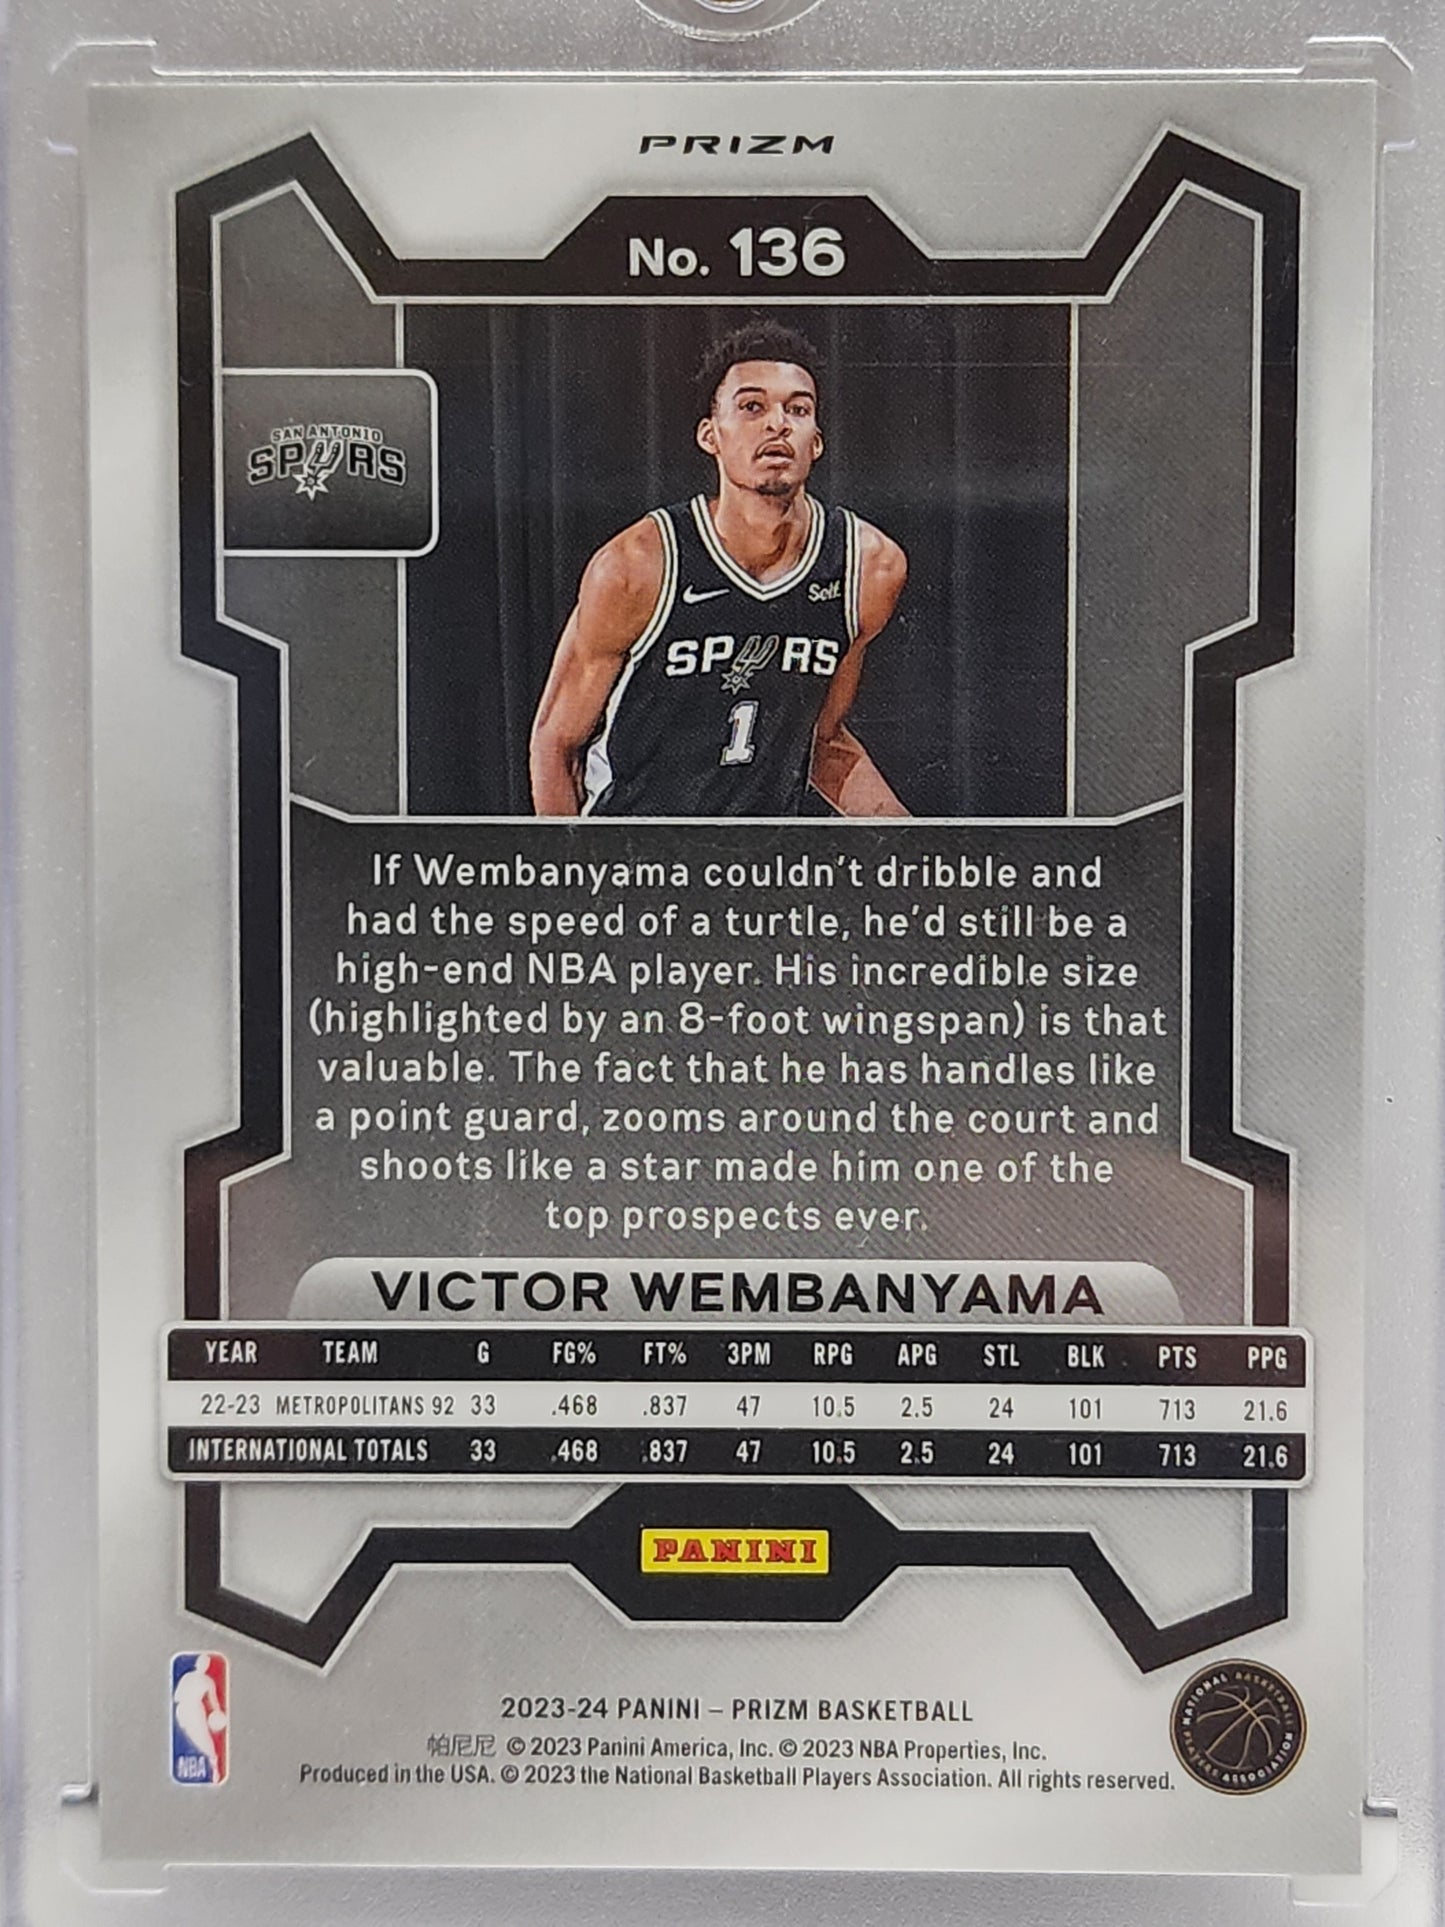 PRIZM
No. 136
SAN ANTONIO
SPURS
Self.
SPURS
1
If Wembanyama couldn't dribble and
had the speed of a turtle, he'd still be a
high-end NBA player. His incredible size
(highlighted by an 8-foot wingspan) is that
valuable. The fact that he has handles like
a point guard, zooms around the court and
shoots like a star made him one of the
top prospects ever.
VICTOR WEMBANYAMA
YEAR TEAM G FG% FT% 3PM RPG APG STL BLK PTS PPG
22-23 METROPOLITANS 92 33 .468 .837 47 10.5 2.5 24 101 713 21.6
INTERNATIONAL TOTALS 33 .468 .837 47 10.5 2.5 24 101 713 21.6
PANINI
NBA
NATIONAL BASKETBALL PLAYERS ASSOCIATION
2023-24 PANINI – PRIZM BASKETBALL
帕尼尼 © 2023 Panini America, Inc. © 2023 NBA Properties, Inc.
Produced in the USA. © 2023 the National Basketball Players Association. All rights reserved.